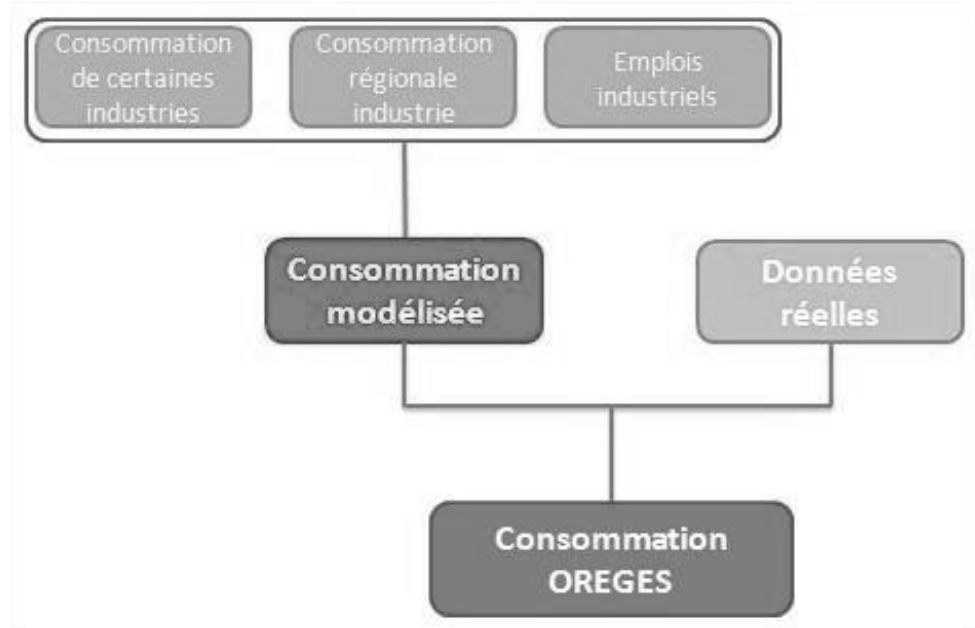 Consommation
de certaines
industries
Consommation
régionale
industrie
Emplois
industriels
Consommation
modélisée
Données
réelles
Consommation
OREGES